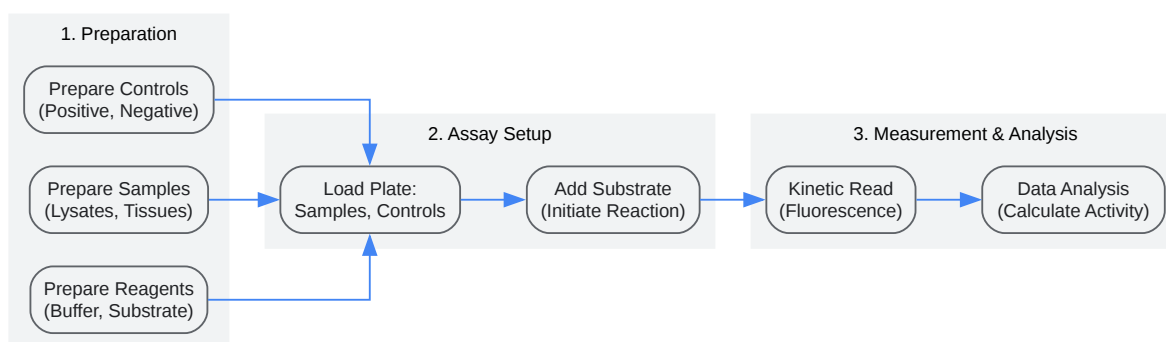 1. Preparation
Prepare Controls
(Positive, Negative)
Prepare Samples
(Lysates, Tissues)
Prepare Reagents
(Buffer, Substrate)
2. Assay Setup
Load Plate:
Samples, Controls
Add Substrate
(Initiate Reaction)
3. Measurement & Analysis
Kinetic Read
(Fluorescence)
Data Analysis
(Calculate Activity)